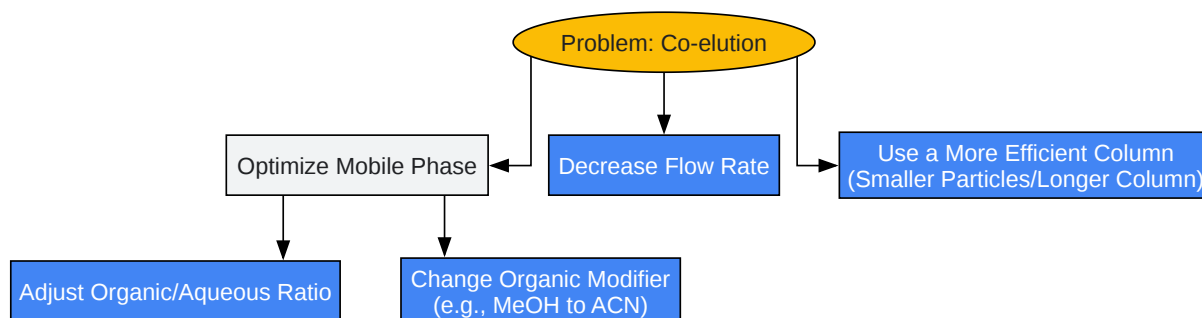 Problem: Co-elution
Optimize Mobile Phase
Decrease Flow Rate
Use a More Efficient Column
(Smaller Particles/Longer Column)
Adjust Organic/Aqueous Ratio
Change Organic Modifier
(e.g., MeOH to ACN)